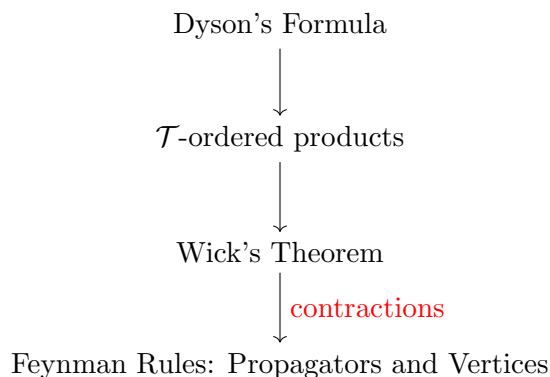 Dyson's Formula
𝒯-ordered products
Wick's Theorem
contractions
Feynman Rules: Propagators and Vertices